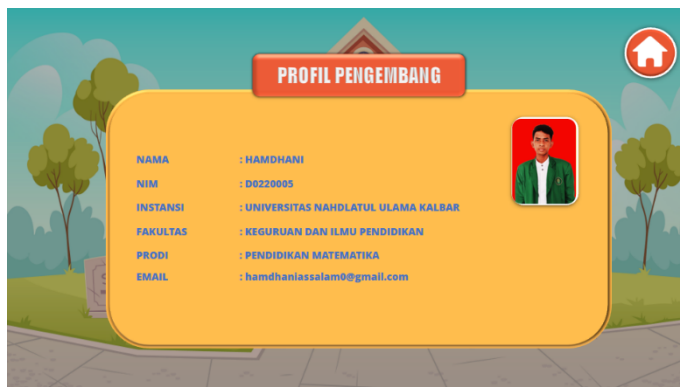 PROFIL PENGEMBANG
NAMA : HAMDHANI
NIM : D0220005
INSTANSI : UNIVERSITAS NAHDLATUL ULAMA KALBAR
FAKULTAS : KEGURUAN DAN ILMU PENDIDIKAN
PRODI : PENDIDIKAN MATEMATIKA
EMAIL : hamdhaniassalam0@gmail.com